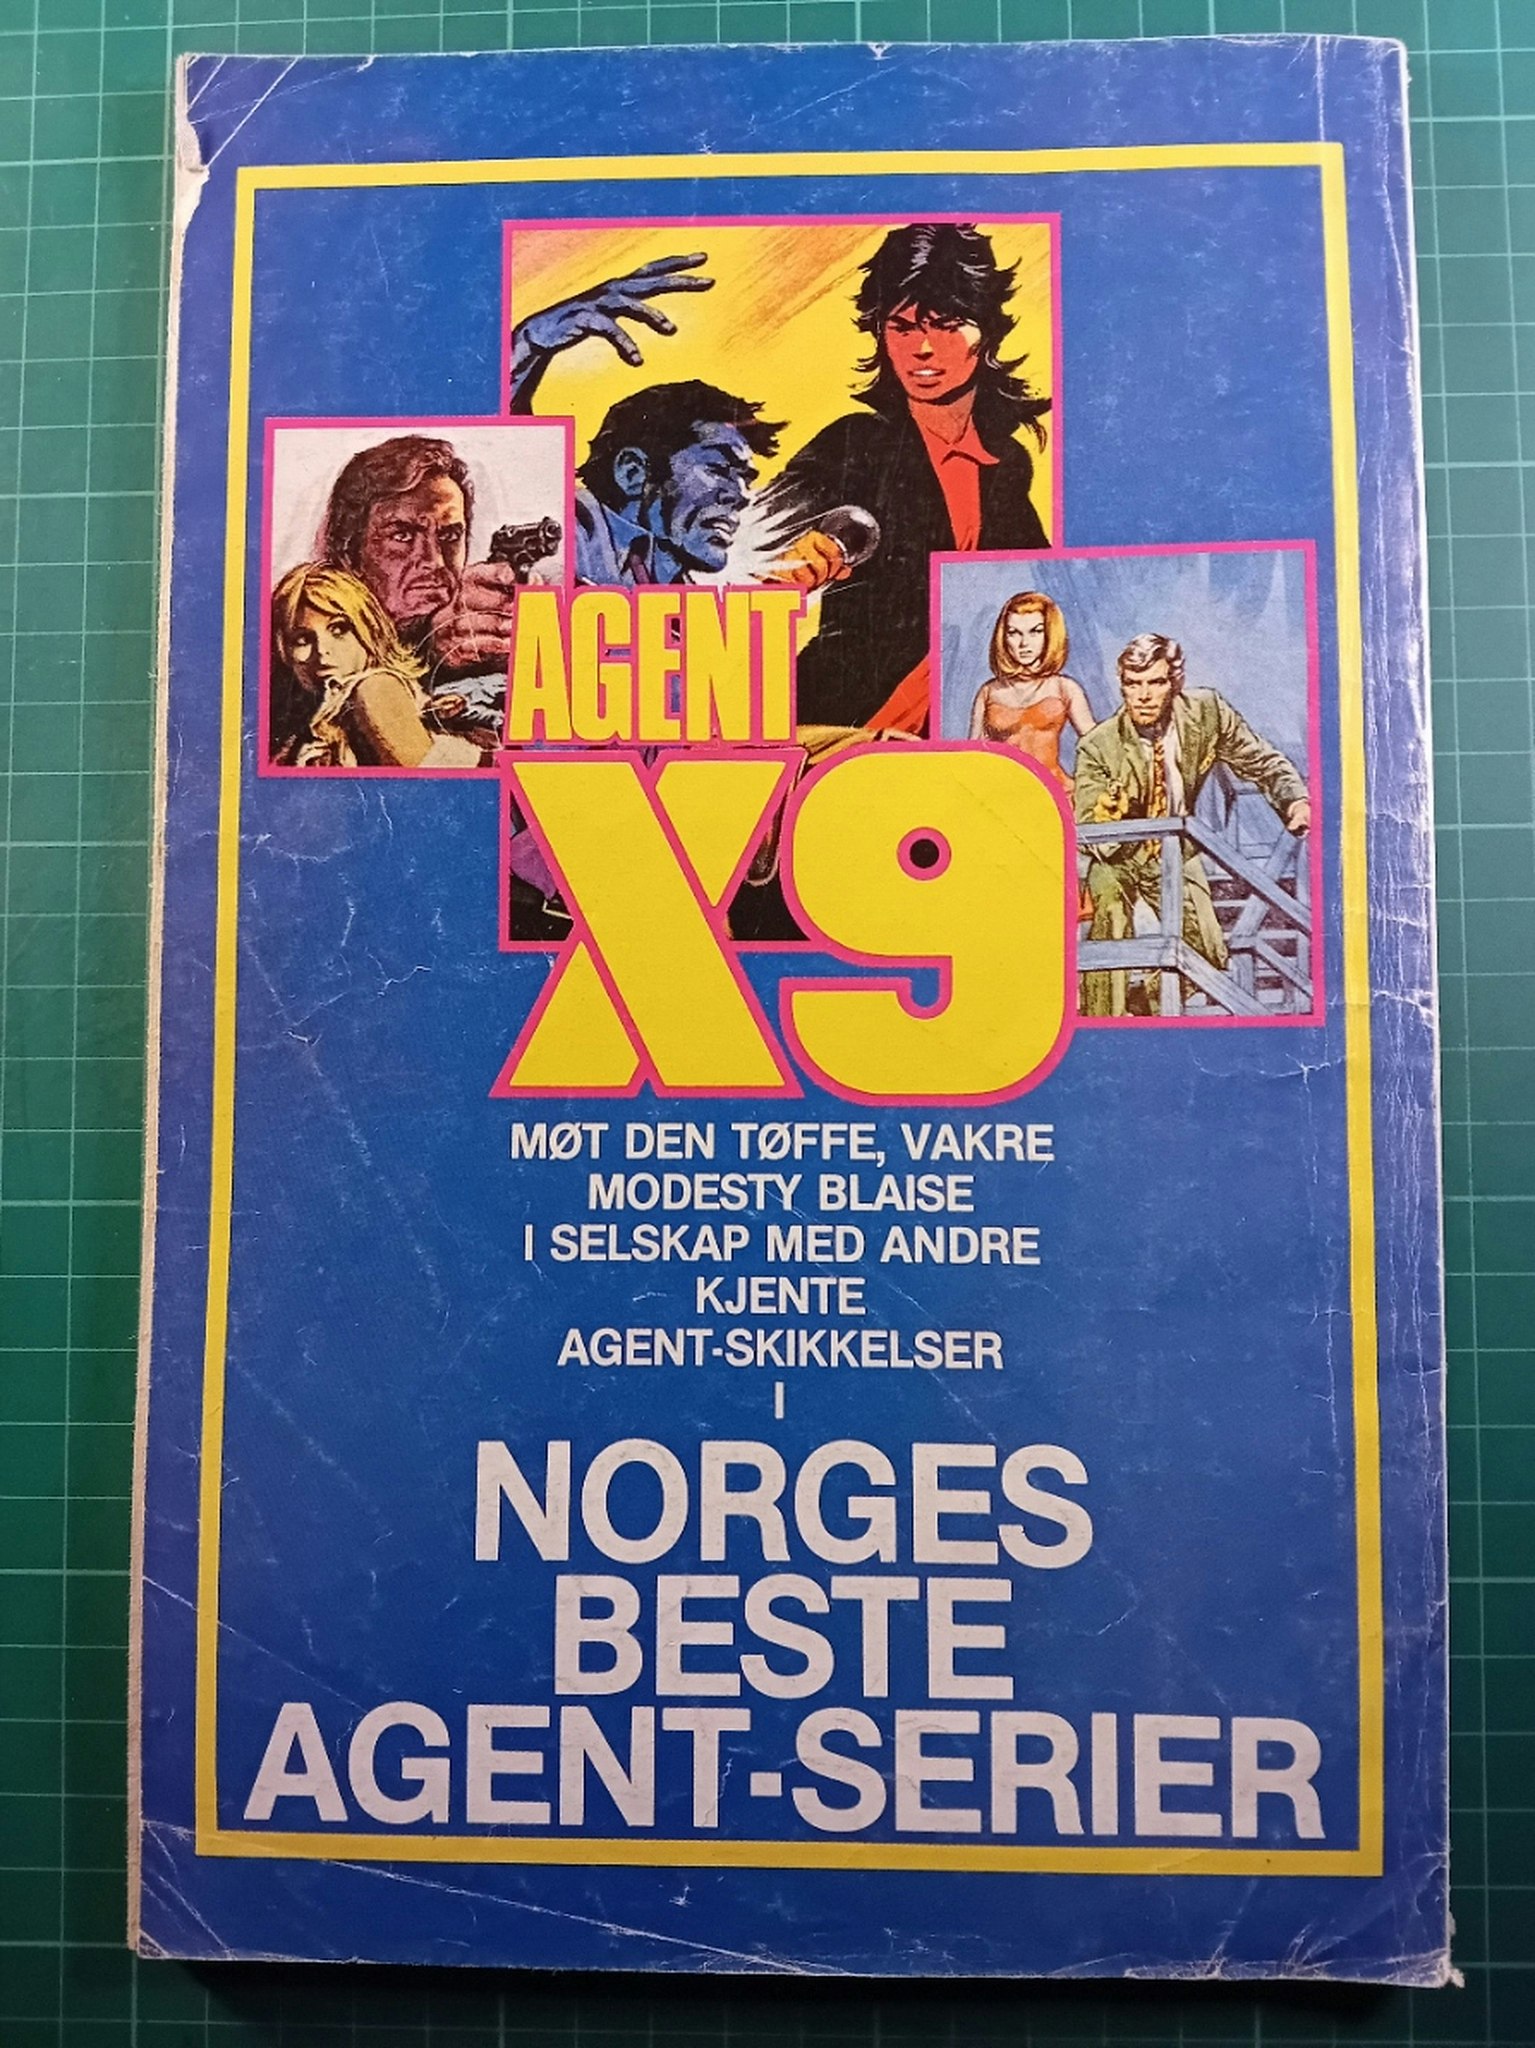 AGENT
X9
MØT DEN TØFFE, VAKRE
MODESTY BLAISE
I SELSKAP MED ANDRE
KJENTE
AGENT-SKIKKELSER
I
NORGES
BESTE
AGENT-SERIER